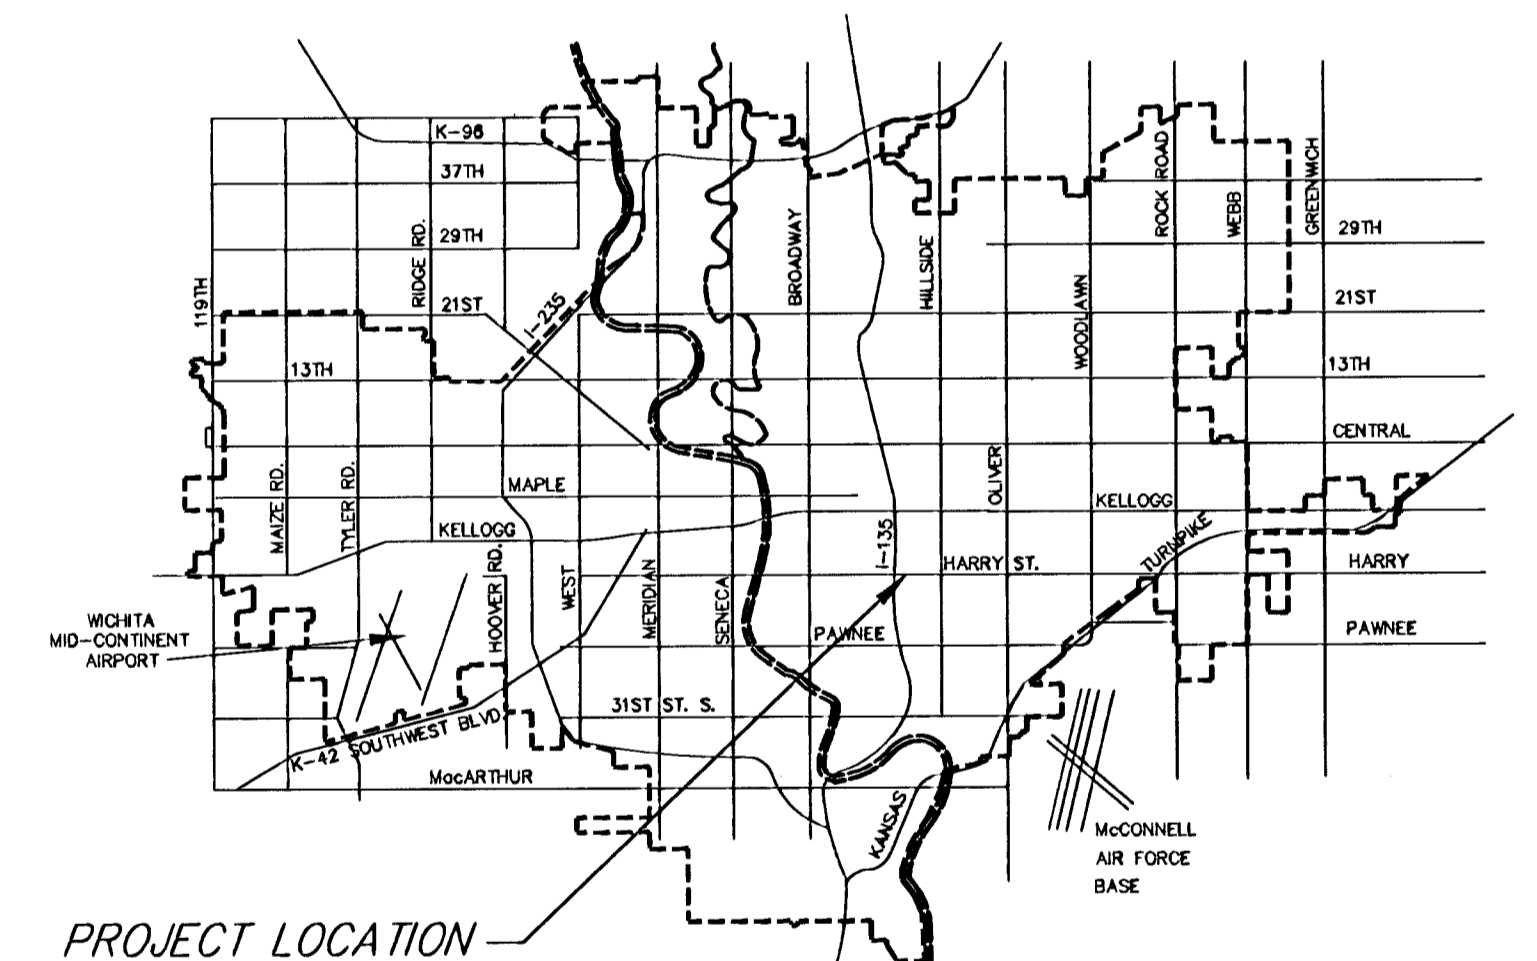 K-96
37TH
RIDGE RD.
29TH
119TH
21ST
I-235
13TH
BROADWAY
HILLSIDE
WOODLAWN
ROCK ROAD
WEBB
GREENWICH
29TH
21ST
13TH
CENTRAL
MAIZE RD.
TYLER RD.
MAPLE
KELLOGG
HOOVER RD.
WEST
MERIDIAN
SENECA
I-135
OLIVER
KELLOGG
HARRY ST.
TURNPIKE
HARRY
PAWNEE
PAWNEE
WICHITA
MID-CONTINENT
AIRPORT
31ST ST. S.
K-42 SOUTHWEST BLVD.
MacARTHUR
KANSAS
McCONNELL
AIR FORCE
BASE
PROJECT LOCATION